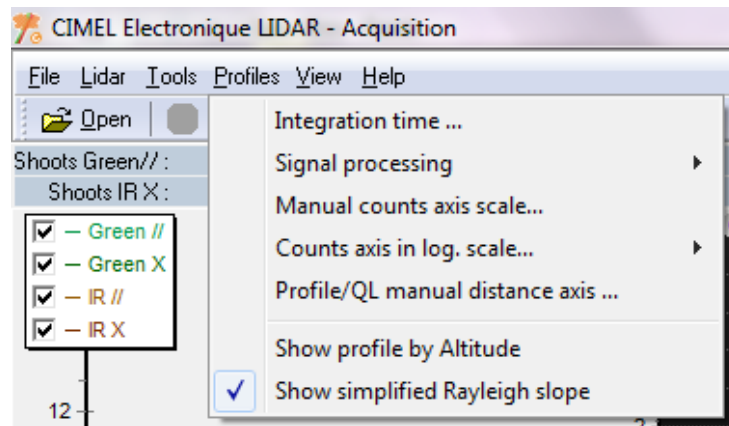 CIMEL Electronique LIDAR - Acquisition
File Lidar Tools Profiles View Help
Open
Integration time ...
Shoots Green// :
Signal processing
Shoots IR X :
Manual counts axis scale...
Green //
Green X
Counts axis in log. scale...
IR //
Profile/QL manual distance axis ...
IR X
Show profile by Altitude
Show simplified Rayleigh slope
12